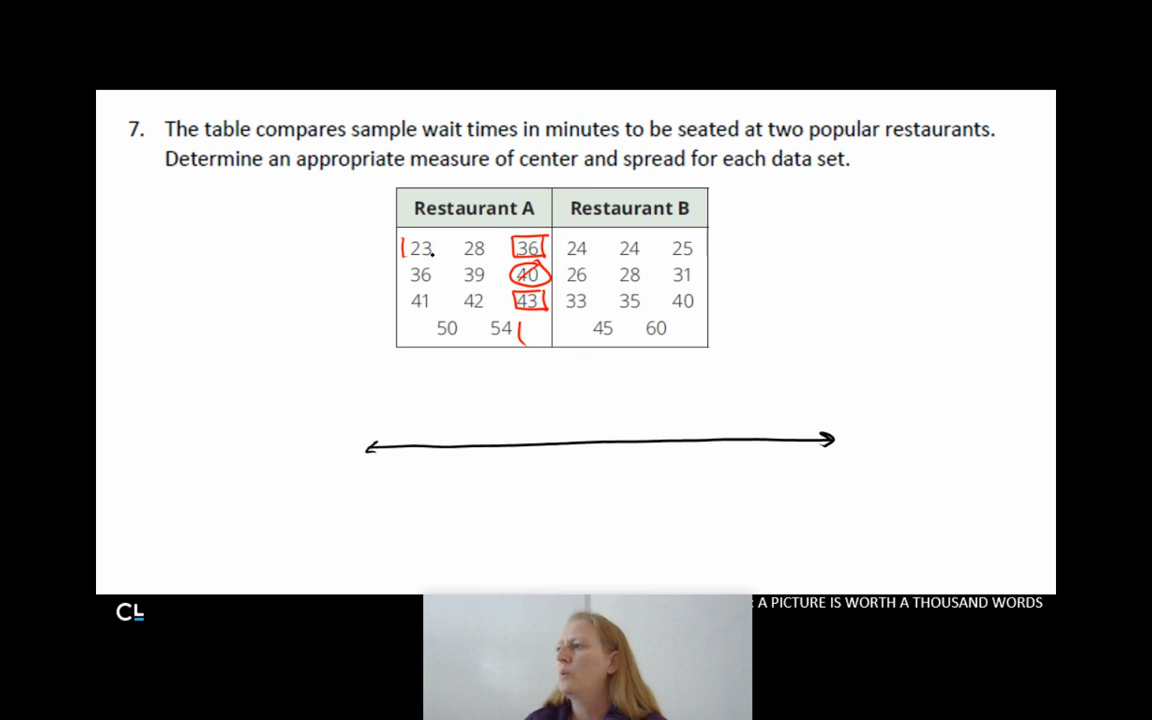 7. The table compares sample wait times in minutes to be seated at two popular restaurants.
Determine an appropriate measure of center and spread for each data set.
Restaurant A Restaurant B
23 28 36 24 24 25
36 39 40 26 28 31
41 42 43 33 35 40
50 54 45 60
CL : A PICTURE IS WORTH A THOUSAND WORDS